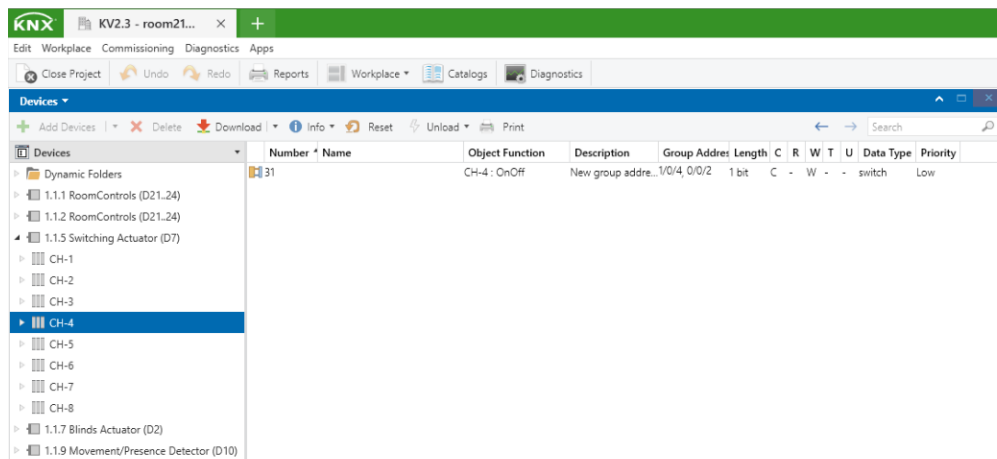 KNX KV2.3 - room21... × +
Edit Workplace Commissioning Diagnostics Apps
Close Project Undo Redo Reports Workplace Catalogs Diagnostics
Devices
Add Devices Delete Download Info Reset Unload Print Search
Devices Number Name Object Function Description Group Addres Length C R W T U Data Type Priority
Dynamic Folders 31 CH-4 : OnOff New group addre... 1/0/4, 0/0/2 1 bit C - W - - switch Low
1.1.1 RoomControls (D21..24)
1.1.2 RoomControls (D21..24)
1.1.5 Switching Actuator (D7)
CH-1
CH-2
CH-3
CH-4
CH-5
CH-6
CH-7
CH-8
1.1.7 Blinds Actuator (D2)
1.1.9 Movement/Presence Detector (D10)